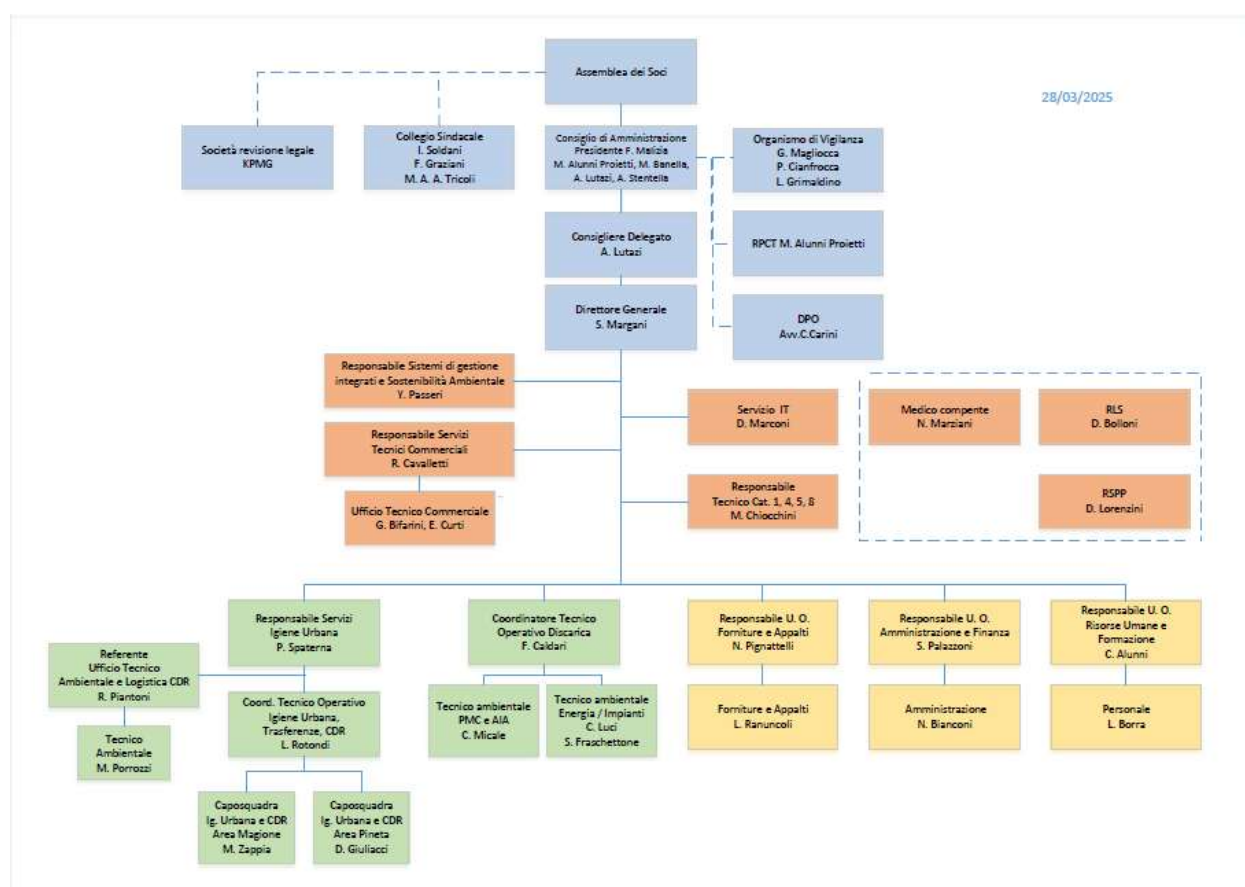 Assemblea dei Soci
28/03/2025
Società revisione legale
KPMG
Collegio Sindacale
I. Soldani
F. Graziani
M. A. A. Tricoli
Consiglio di Amministrazione
Presidente F. Malizia
M. Alunni Proietti, M. Banella,
A. Lutazi, A. Stentella
Organismo di Vigilanza
G. Magliocca
P. Cianfrocca
L. Grimaldino
Consigliere Delegato
A. Lutazi
RPCT M. Alunni Proietti
Direttore Generale
S. Margani
DPO
Avv.C.Carini
Responsabile Sistemi di gestione
integrati e Sostenibilità Ambientale
Y. Passeri
Servizio IT
D. Marconi
Medico compente
N. Marziani
RLS
D. Bolloni
Responsabile Servizi
Tecnici Commerciali
R. Cavalletti
Ufficio Tecnico Commerciale
G. Bifarini, E. Curti
Responsabile
Tecnico Cat. 1, 4, 5, 8
M. Chiocchini
RSPP
D. Lorenzini
Responsabile Servizi
Igiene Urbana
P. Spaterna
Coordinatore Tecnico
Operativo Discarica
F. Caldari
Responsabile U. O.
Forniture e Appalti
N. Pignattelli
Responsabile U. O.
Amministrazione e Finanza
S. Palazzoni
Responsabile U. O.
Risorse Umane e
Formazione
C. Alunni
Referente
Ufficio Tecnico
Ambientale e Logistica CDR
R. Piantoni
Coord. Tecnico Operativo
Igiene Urbana,
Trasferenze, CDR
L. Rotondi
Tecnico ambientale
PMC e AIA
C. Micale
Tecnico ambientale
Energia / Impianti
C. Luci
S. Fraschettone
Forniture e Appalti
L. Ranuncoli
Amministrazione
N. Bianconi
Personale
L. Borra
Tecnico
Ambientale
M. Porrozzi
Caposquadra
Ig. Urbana e CDR
Area Magione
M. Zappia
Caposquadra
Ig. Urbana e CDR
Area Pineta
D. Giuliacci